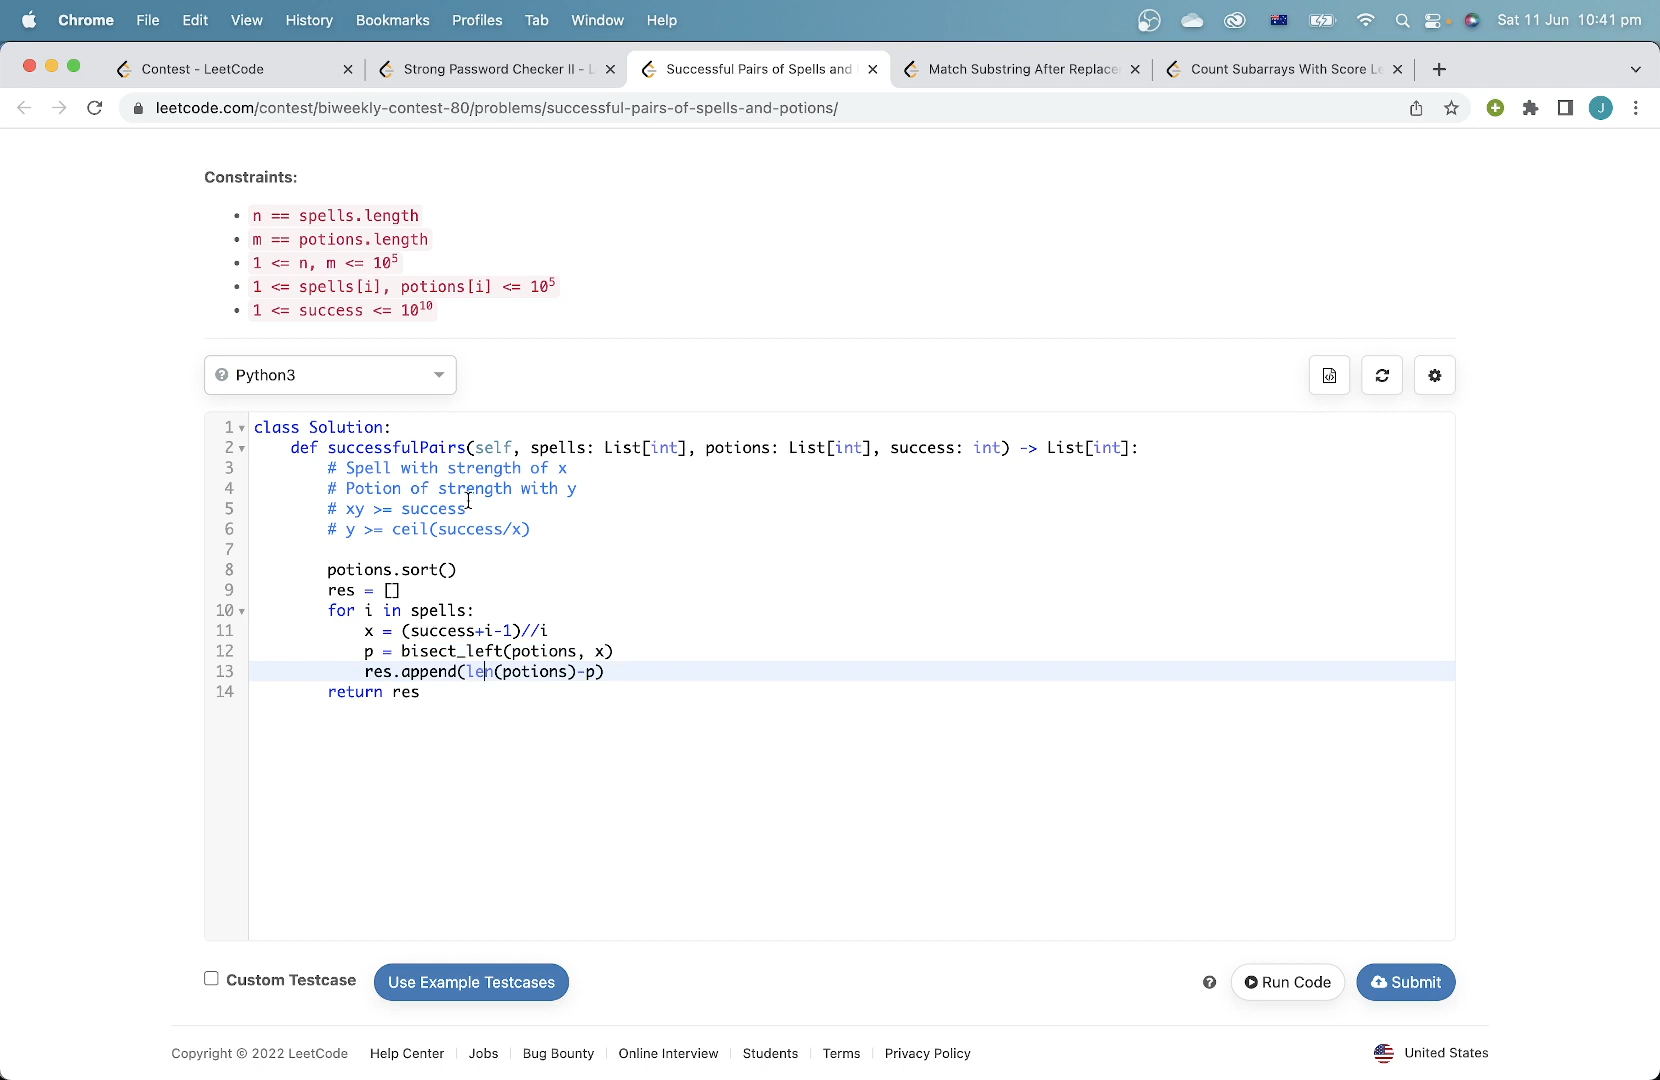 Chrome File Edit View History Bookmarks Profiles Tab Window Help Sat 11 Jun 10:41 pm
Contest - LeetCode Strong Password Checker II - L Successful Pairs of Spells and Match Substring After Replace Count Subarrays With Score Le
leetcode.com/contest/biweekly-contest-80/problems/successful-pairs-of-spells-and-potions/ J
Constraints:
• n == spells.length
• m == potions.length
• 1 <= n, m <= 10⁵
• 1 <= spells[i], potions[i] <= 10⁵
• 1 <= success <= 10¹⁰
Python3
1 class Solution:
2 def successfulPairs(self, spells: List[int], potions: List[int], success: int) -> List[int]:
3 # Spell with strength of x
4 # Potion of strength with y
5 # xy >= success
6 # y >= ceil(success/x)
7
8 potions.sort()
9 res = []
10 for i in spells:
11 x = (success+i-1)//i
12 p = bisect_left(potions, x)
13 res.append(len(potions)-p)
14 return res
Custom Testcase Use Example Testcases Run Code Submit
Copyright © 2022 LeetCode Help Center Jobs Bug Bounty Online Interview Students Terms Privacy Policy United States